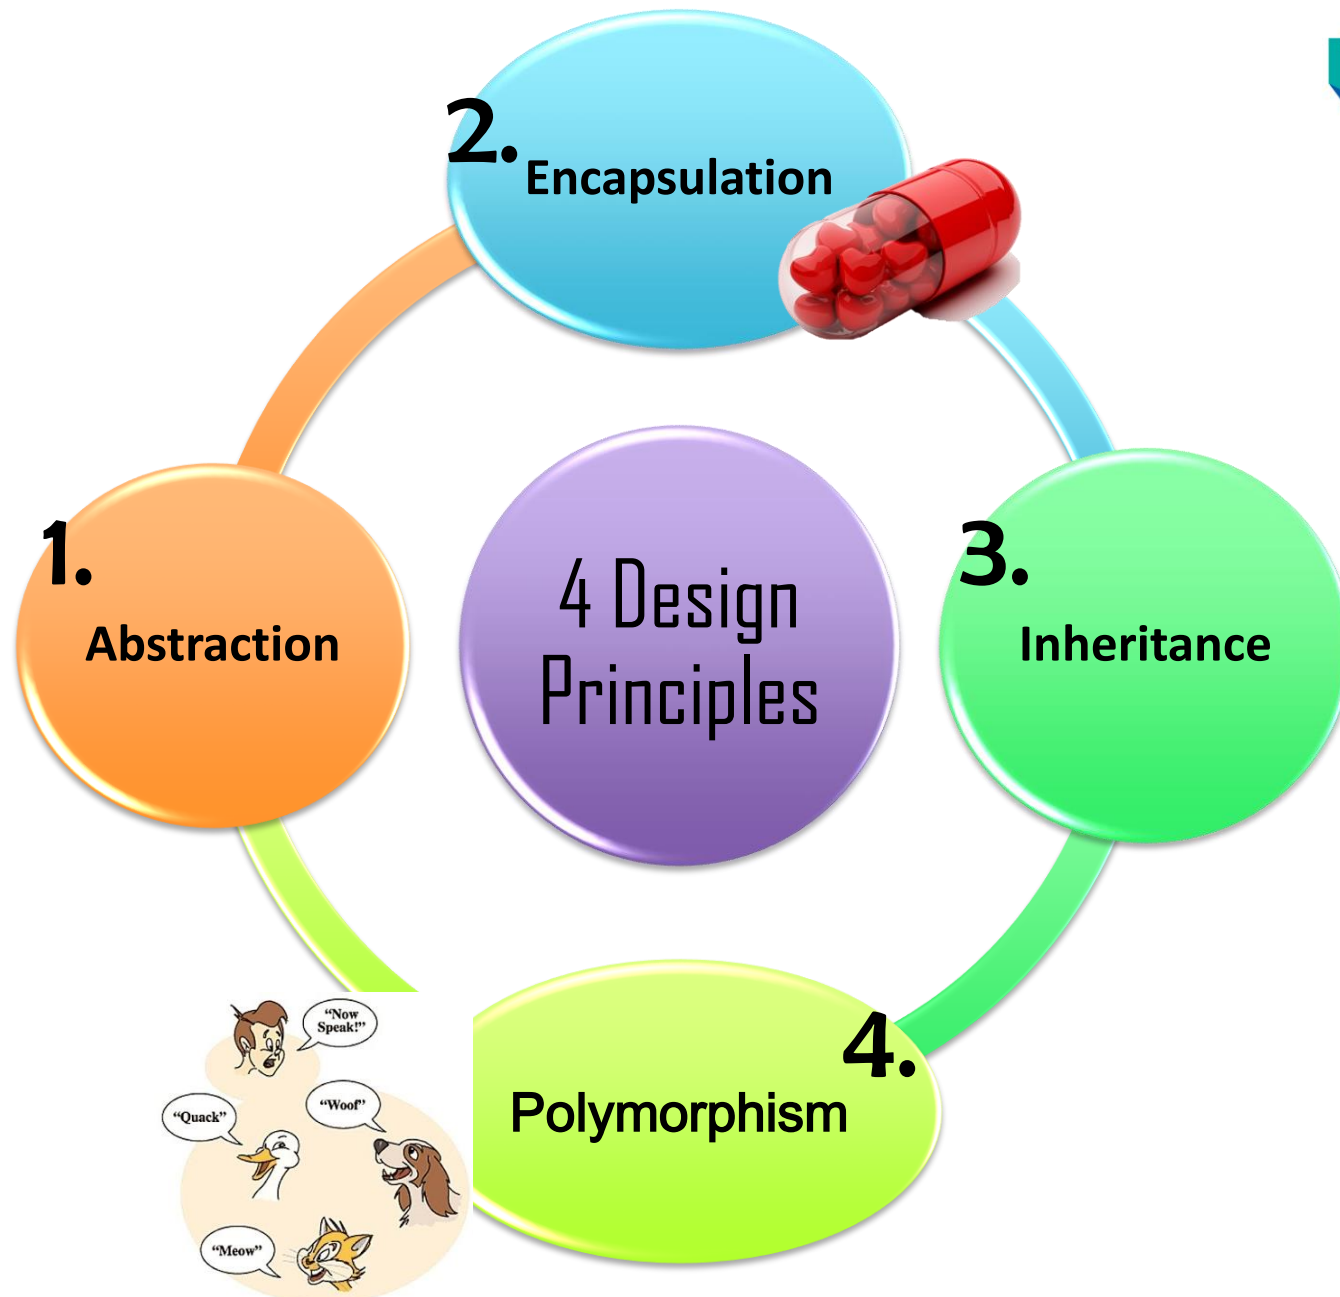 2.
Encapsulation
1.
Abstraction
4 Design
Principles
3.
Inheritance
4.
Polymorphism
“Now
Speak!”
“Quack”
“Woof”
“Meow”